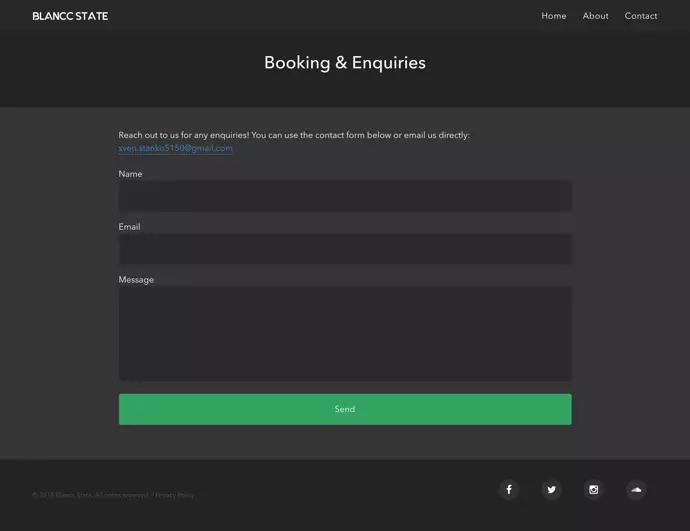 BLANCC STATE
Home About Contact
Booking & Enquiries
Reach out to us for any enquiries! You can use the contact form below or email us directly:
sven.stanko5150@gmail.com
Name
Email
Message
Send
© 2018 Blancc State. All rights reserved. / Privacy Policy